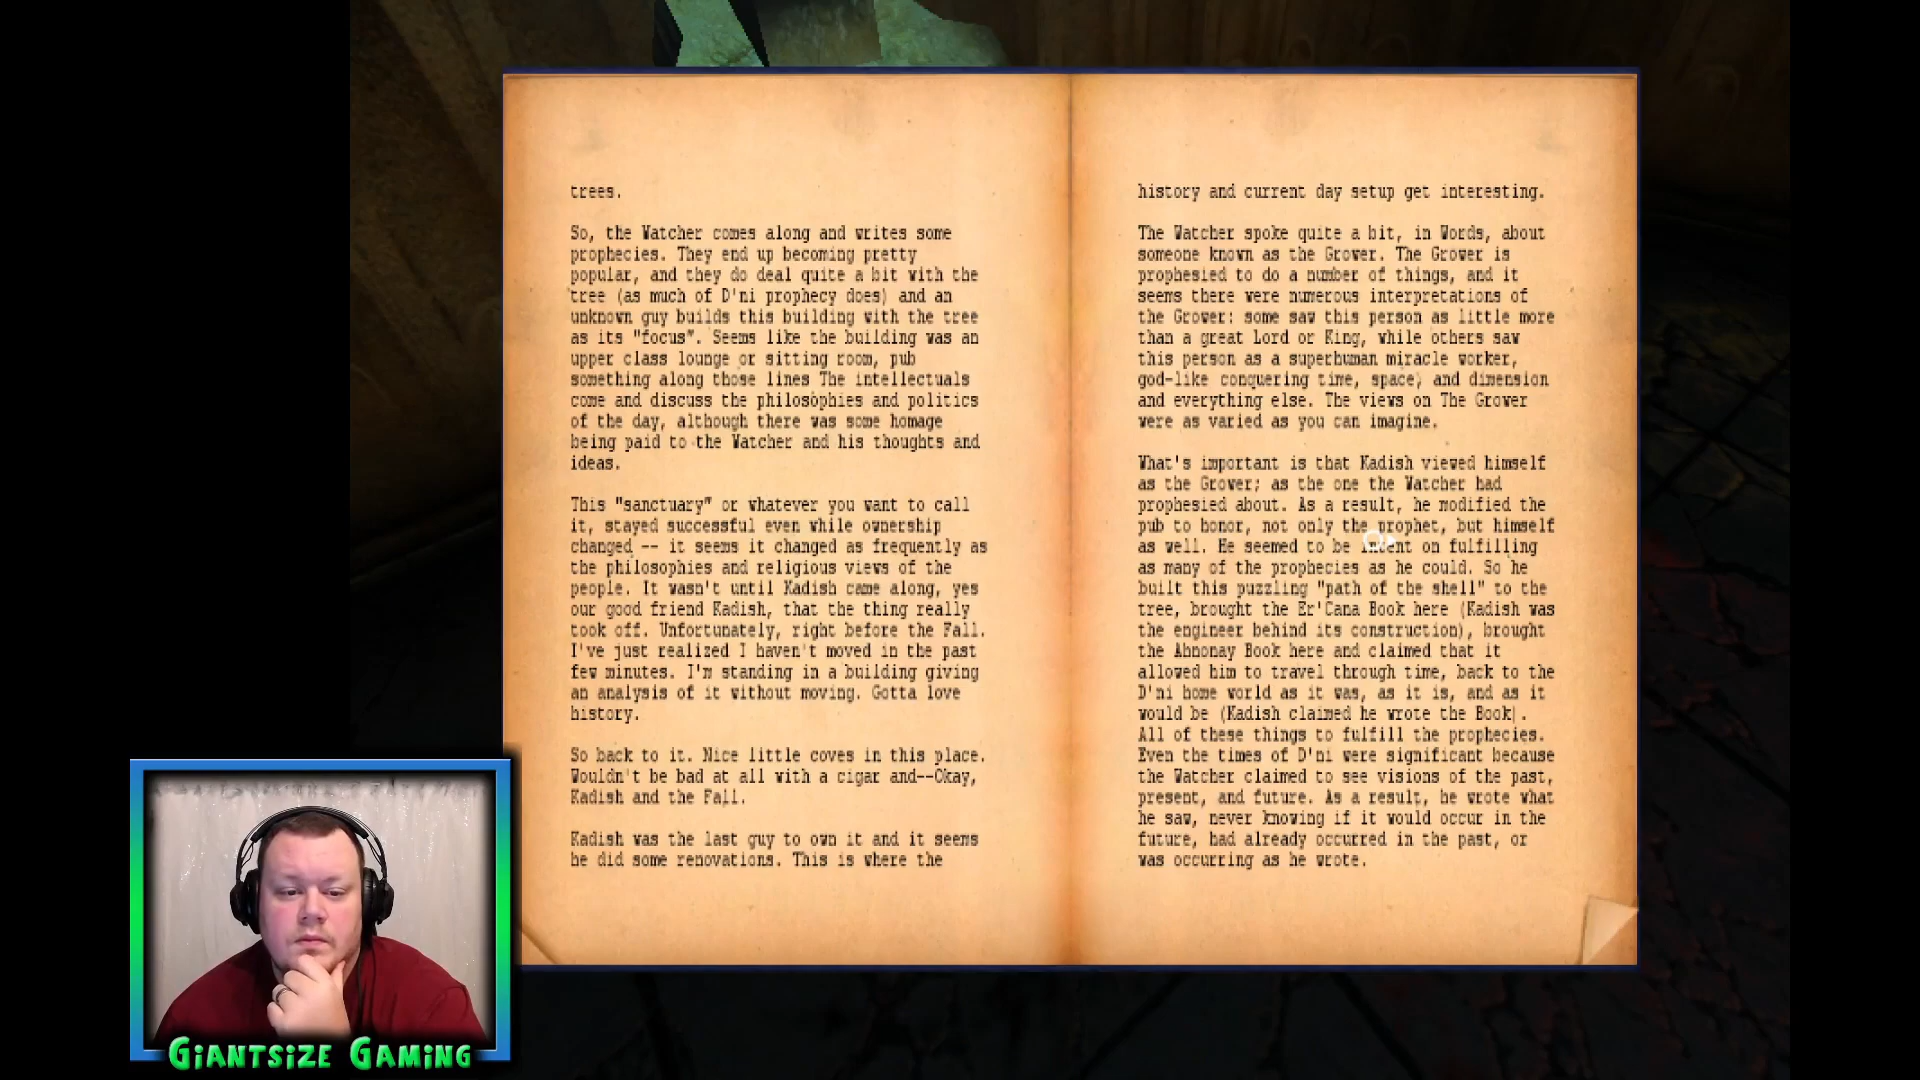 trees.
So, the Watcher comes along and writes some
prophecies. They end up becoming pretty
popular, and they do deal quite a bit with the
tree (as much of D'ni prophecy does) and an
unknown guy builds this building with the tree
as its "focus". Seems like the building was an
upper class lounge or sitting room, pub
something along those lines The intellectuals
come and discuss the philosophies and politics
of the day, although there was some homage
being paid to the Watcher and his thoughts and
ideas.
This "sanctuary" or whatever you want to call
it, stayed successful even while ownership
changed -- it seems it changed as frequently as
the philosophies and religious views of the
people. It wasn't until Kadish came along, yes
our good friend Kadish, that the thing really
took off. Unfortunately, right before the Fall.
I've just realized I haven't moved in the past
few minutes. I'm standing in a building giving
an analysis of it without moving. Gotta love
history.
So back to it. Nice little coves in this place.
Wouldn't be bad at all with a cigar and--Okay,
Kadish and the Fall.
Kadish was the last guy to own it and it seems
he did some renovations. This is where the
history and current day setup get interesting.
The Watcher spoke quite a bit, in Words, about
someone known as the Grower. The Grower is
prophesied to do a number of things, and it
seems there were numerous interpretations of
the Grower: some saw this person as little more
than a great Lord or King, while others saw
this person as a superhuman miracle worker,
god-like conquering time, space, and dimension
and everything else. The views on The Grower
were as varied as you can imagine.
What's important is that Kadish viewed himself
as the Grower; as the one the Watcher had
prophesied about. As a result, he modified the
pub to honor, not only the prophet, but himself
as well. He seemed to be intent on fulfilling
as many of the prophecies as he could. So he
built this puzzling "path of the shell" to the
tree, brought the Er'Cana Book here (Kadish was
the engineer behind its construction), brought
the Ahnonay Book here and claimed that it
allowed him to travel through time, back to the
D'ni home world as it was, as it is, and as it
would be (Kadish claimed he wrote the Book).
All of these things to fulfill the prophecies.
Even the times of D'ni were significant because
the Watcher claimed to see visions of the past,
present, and future. As a result, he wrote what
he saw, never knowing if it would occur in the
future, had already occurred in the past, or
was occurring as he wrote.
GiANTSiZE GAMiNG